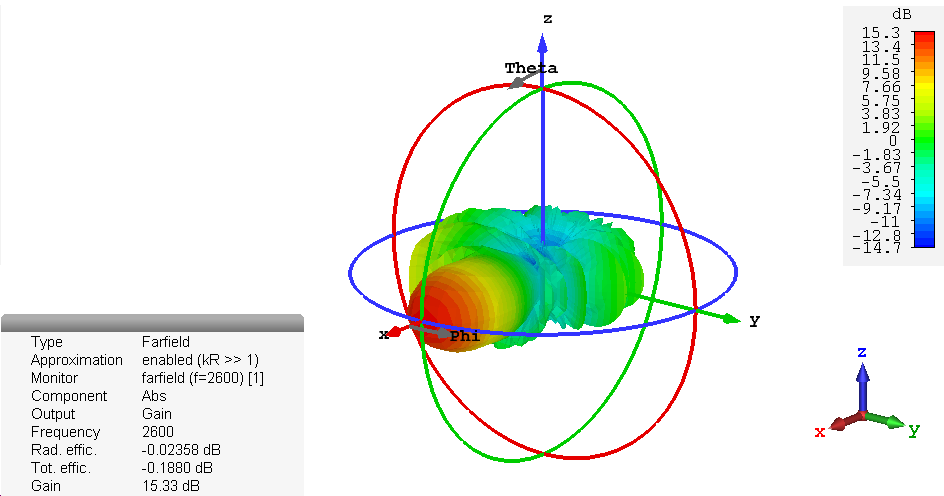 z
Theta
x
Phi
y
dB
15.3
13.4
11.5
9.58
7.66
5.75
3.83
1.92
0
-1.83
-3.67
-5.5
-7.34
-9.17
-11
-12.8
-14.7
Type Farfield
Approximation enabled (kR >> 1)
Monitor farfield (f=2600) [1]
Component Abs
Output Gain
Frequency 2600
Rad. effic. -0.02358 dB
Tot. effic. -0.1880 dB
Gain 15.33 dB
z
x
y